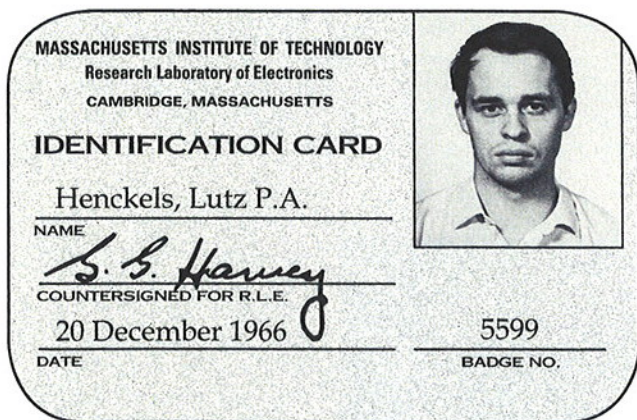 MASSACHUSETTS INSTITUTE OF TECHNOLOGY
Research Laboratory of Electronics
CAMBRIDGE, MASSACHUSETTS
IDENTIFICATION CARD
Henckels, Lutz P.A.
NAME
G. G. Harvey
COUNTERSIGNED FOR R.L.E.
20 December 1966
DATE
5599
BADGE NO.